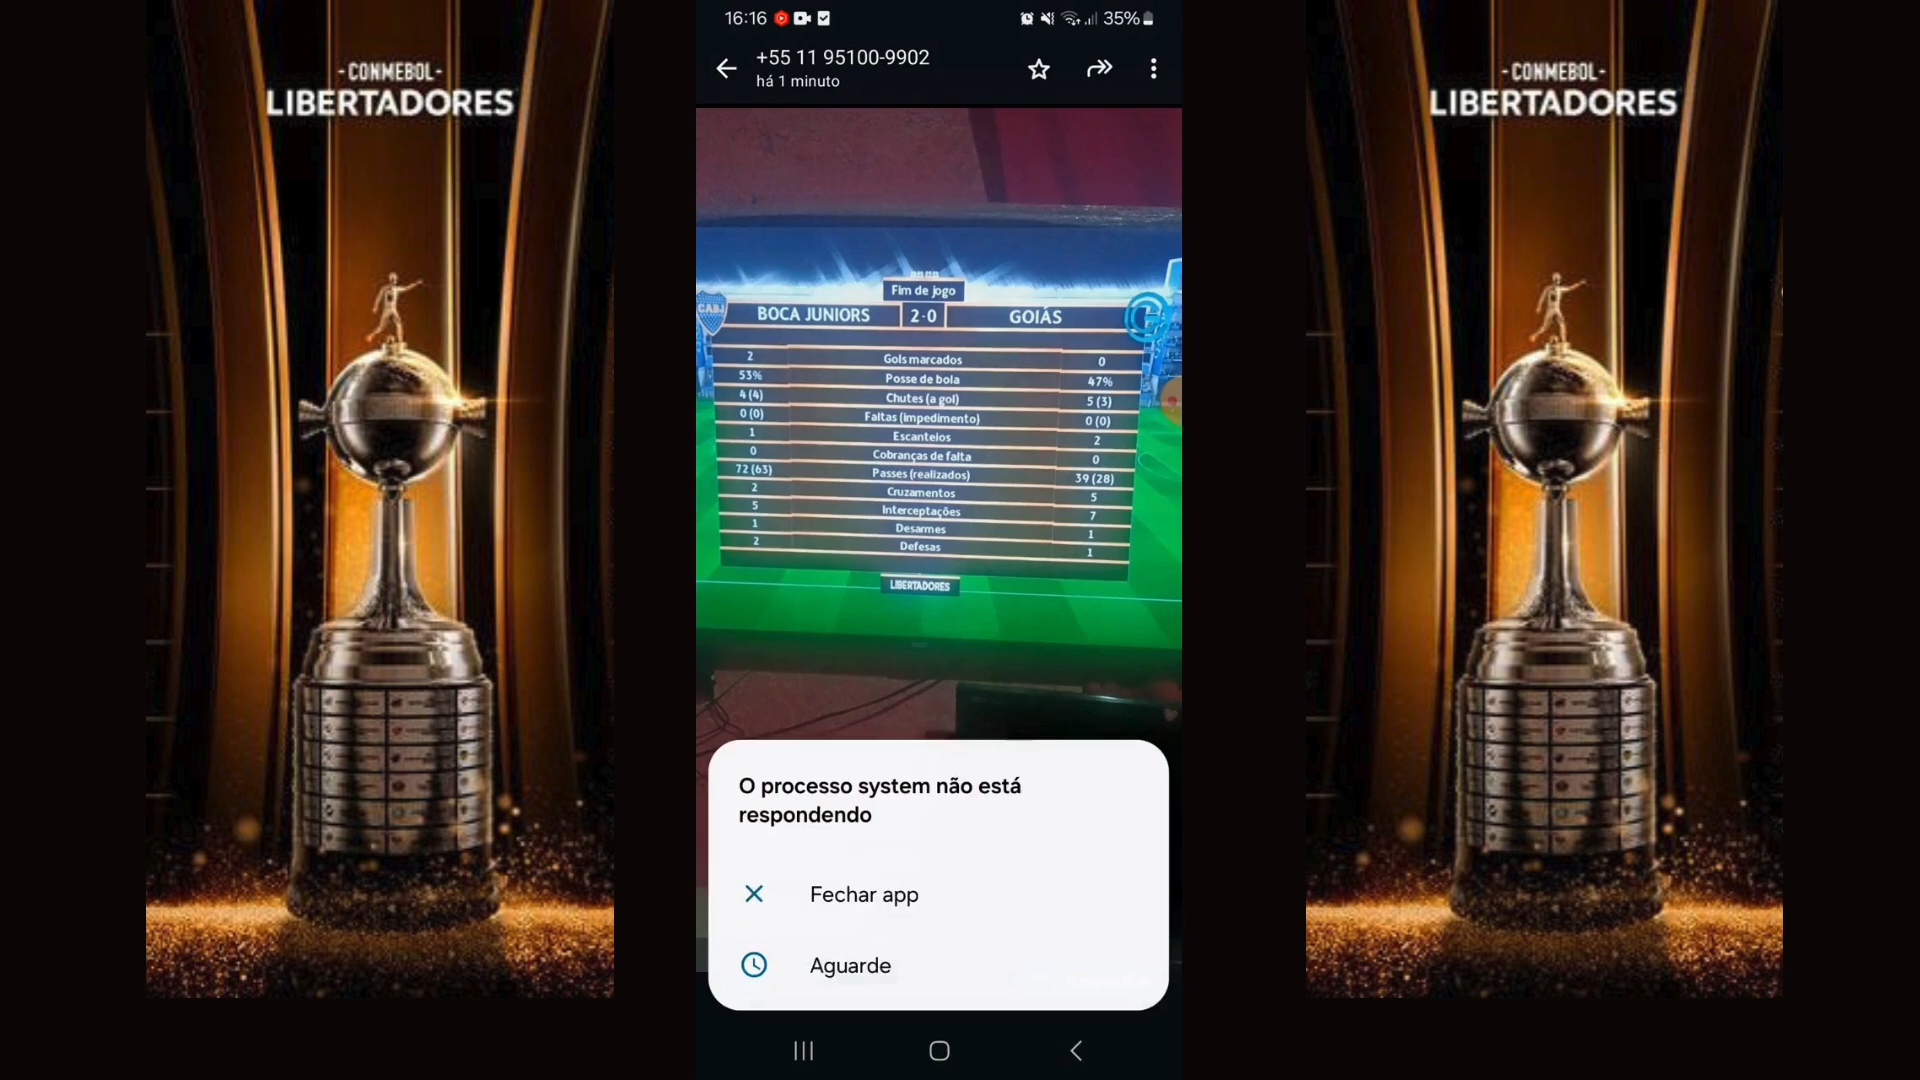 -CONMEBOL-
LIBERTADORES
16:16
35%
+55 11 95100-9902
há 1 minuto
Fim de jogo
CABJ
BOCA JUNIORS 2-0 GOIÁS
2 Gols marcados 0
53% Posse de bola 47%
4 (4) Chutes (a gol) 5 (3)
0 (0) Faltas (impedimento) 0 (0)
1 Escanteios 2
0 Cobranças de falta 0
72 (63) Passes (realizados) 39 (28)
2 Cruzamentos 5
5 Interceptações 7
1 Desarmes 1
2 Defesas 1
LIBERTADORES
O processo system não está
respondendo
Fechar app
Aguarde
-CONMEBOL-
LIBERTADORES